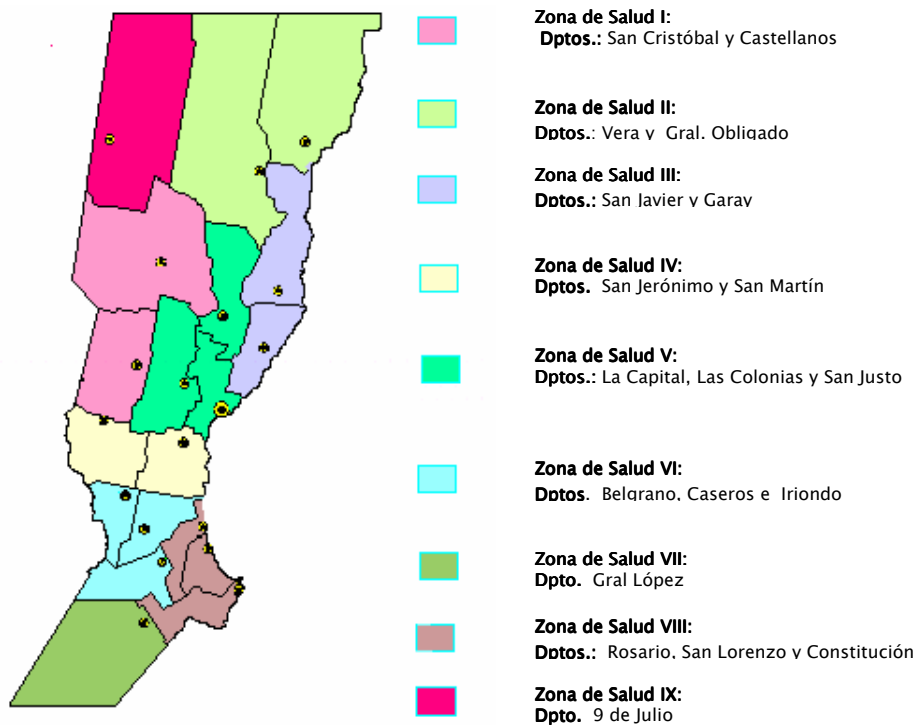 Zona de Salud I:
Dptos.: San Cristóbal y Castellanos
Zona de Salud II:
Dptos.: Vera y Gral. Obligado
Zona de Salud III:
Dptos.: San Javier y Garay
Zona de Salud IV:
Dptos. San Jerónimo y San Martín
Zona de Salud V:
Dptos.: La Capital, Las Colonias y San Justo
Zona de Salud VI:
Dptos. Belgrano, Caseros e Iriondo
Zona de Salud VII:
Dpto. Gral López
Zona de Salud VIII:
Dptos.: Rosario, San Lorenzo y Constitución
Zona de Salud IX:
Dpto. 9 de Julio